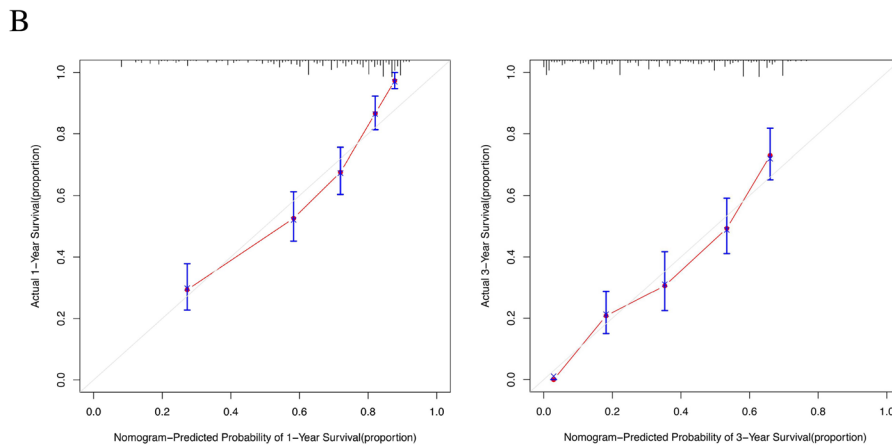 B
Actual 1-Year Survival(proportion)
1.0
0.8
0.6
0.4
0.2
0.0
0.0 0.2 0.4 0.6 0.8 1.0
Nomogram-Predicted Probability of 1-Year Survival(proportion)
Actual 3-Year Survival(proportion)
1.0
0.8
0.6
0.4
0.2
0.0
0.0 0.2 0.4 0.6 0.8 1.0
Nomogram-Predicted Probability of 3-Year Survival(proportion)